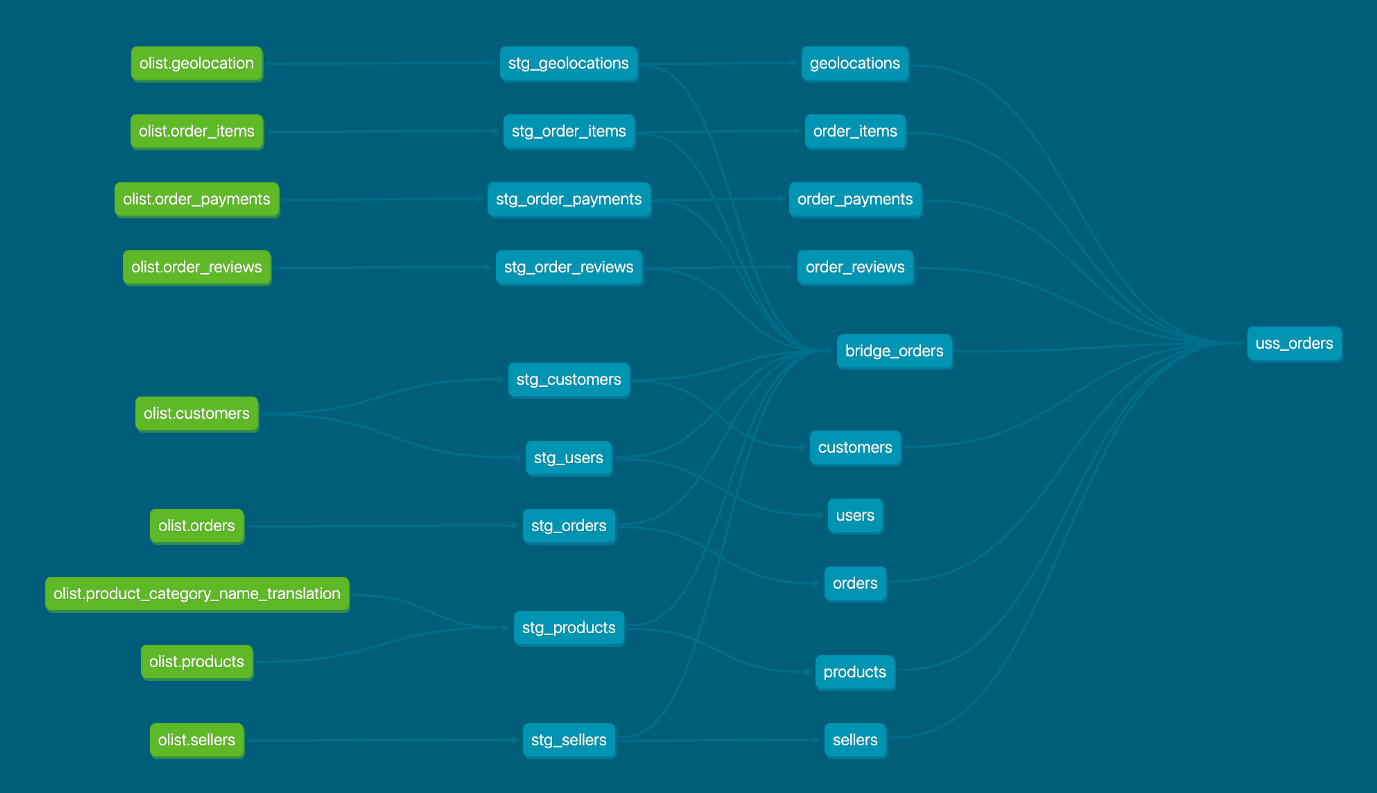 olist.geolocation
stg_geolocations
geolocations
olist.order_items
stg_order_items
order_items
olist.order_payments
stg_order_payments
order_payments
olist.order_reviews
stg_order_reviews
order_reviews
uss_orders
bridge_orders
stg_customers
olist.customers
customers
stg_users
users
olist.orders
stg_orders
orders
olist.product_category_name_translation
stg_products
olist.products
products
olist.sellers
stg_sellers
sellers